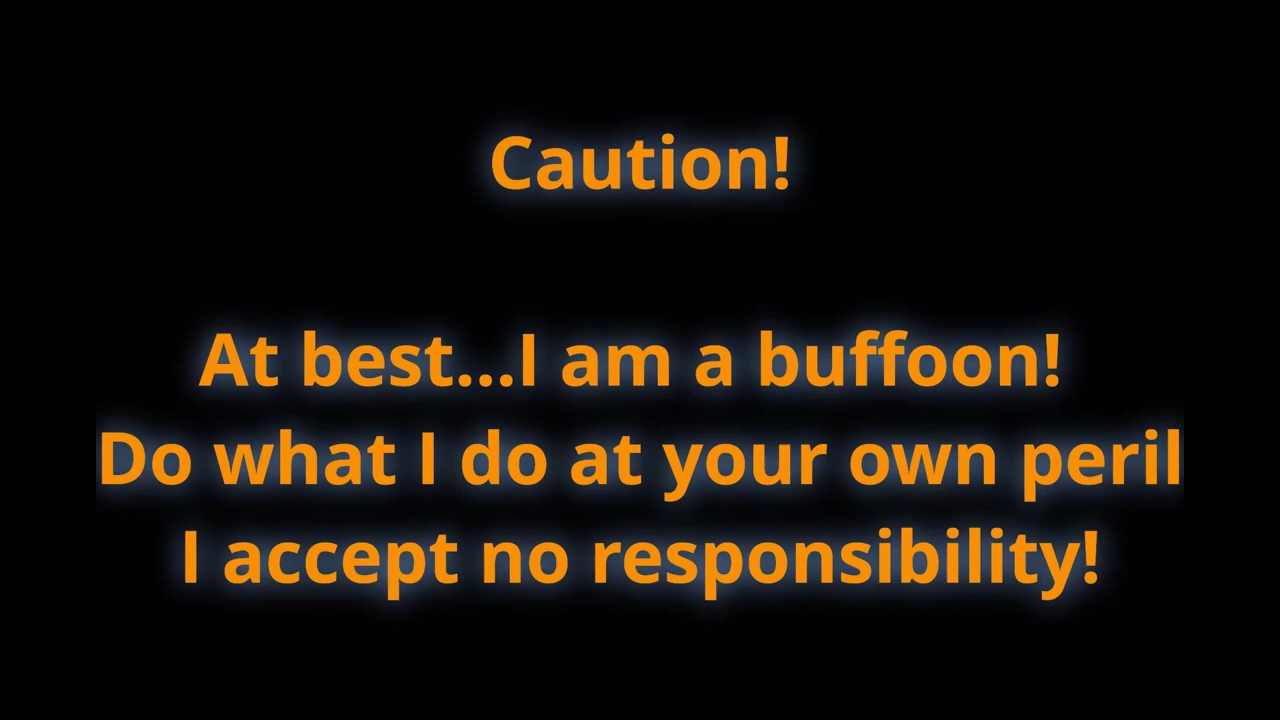 Caution!
At best...I am a buffoon!
Do what I do at your own peril
I accept no responsibility!